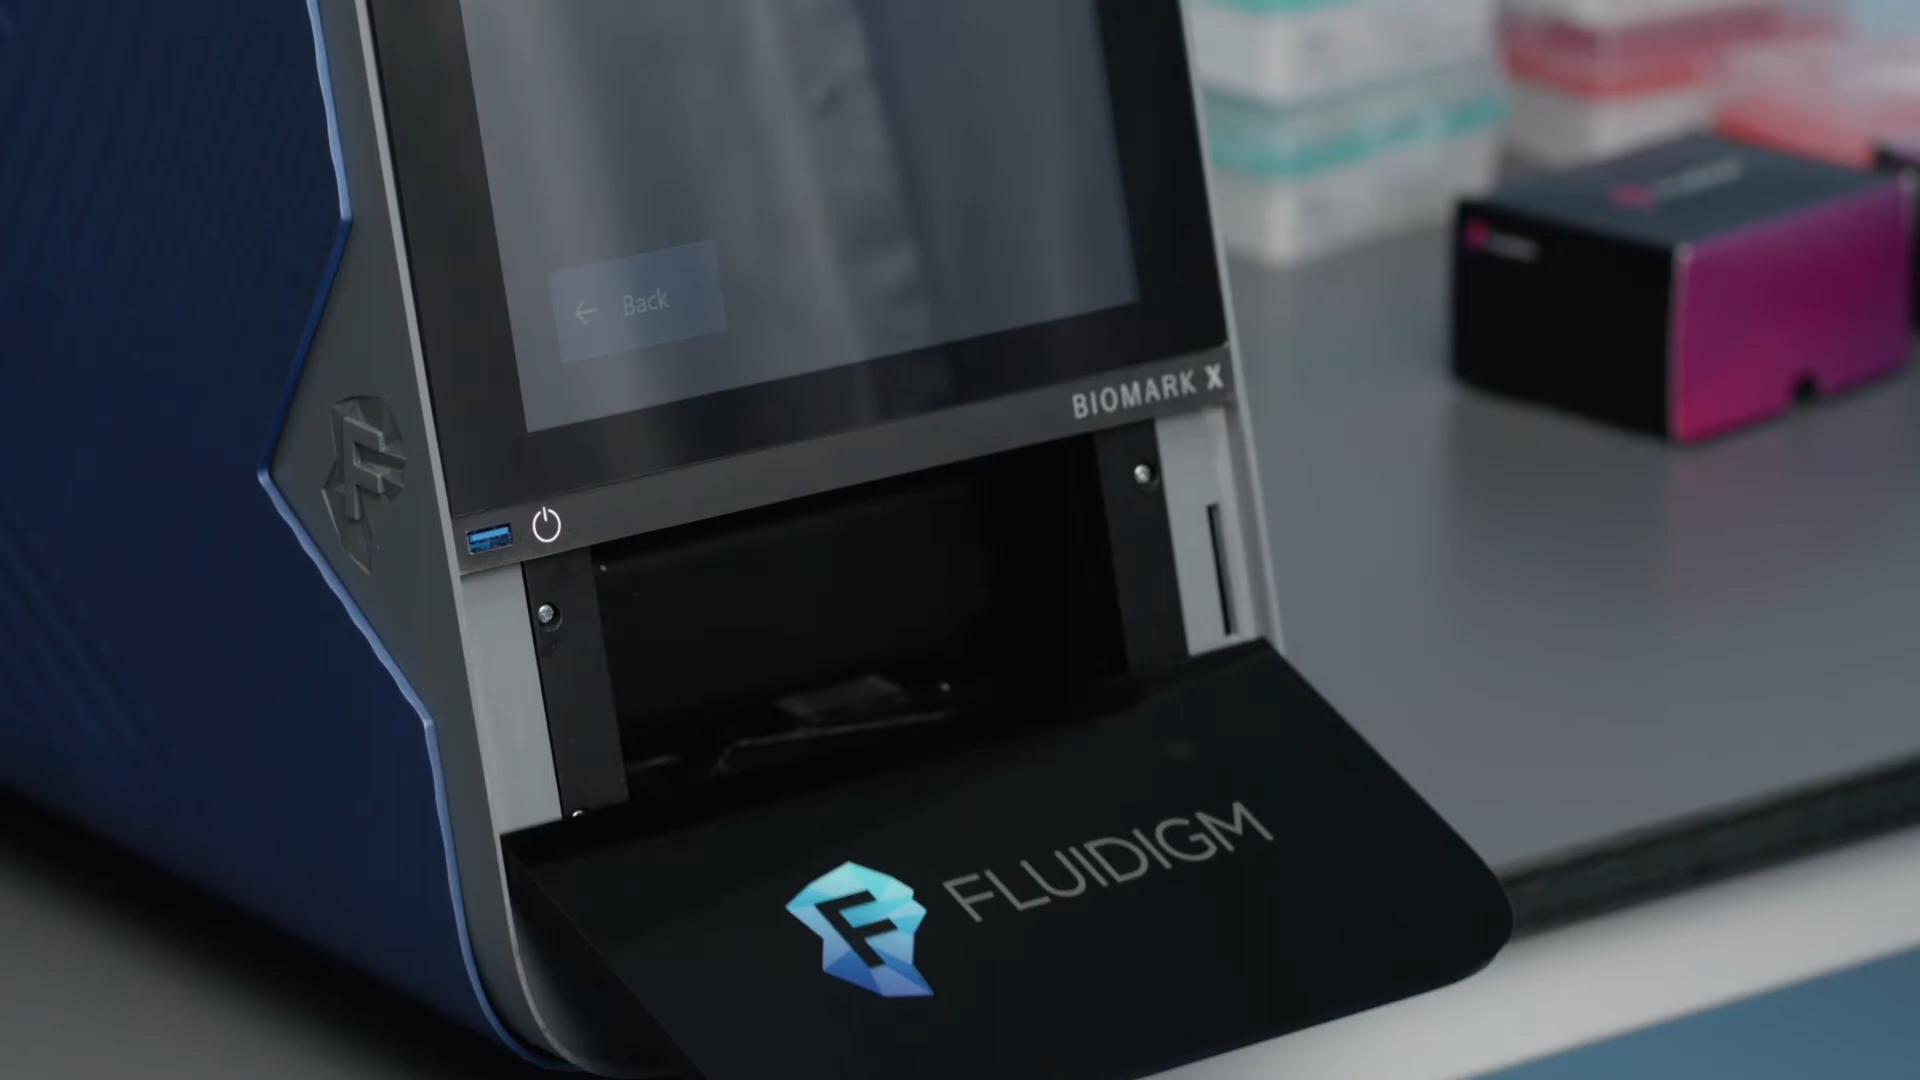 ← Back
BIOMARK X
F
F
FLUIDIGM